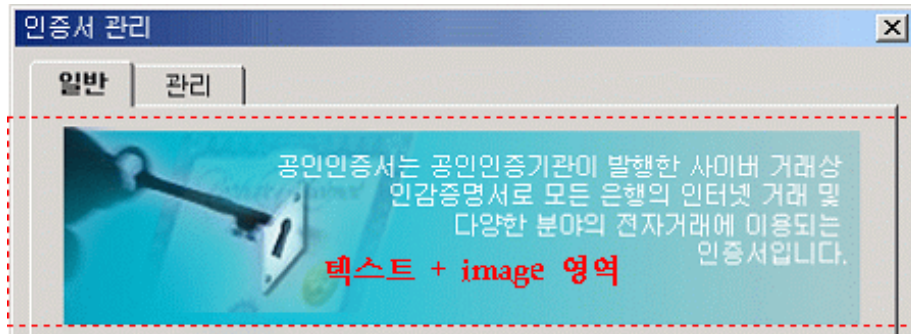 인증서 관리
일반 관리
공인인증서는 공인인증기관이 발행한 사이버 거래상
인감증명서로 모든 은행의 인터넷 거래 및
다양한 분야의 전자거래에 이용되는
인증서입니다.
텍스트 + image 영역